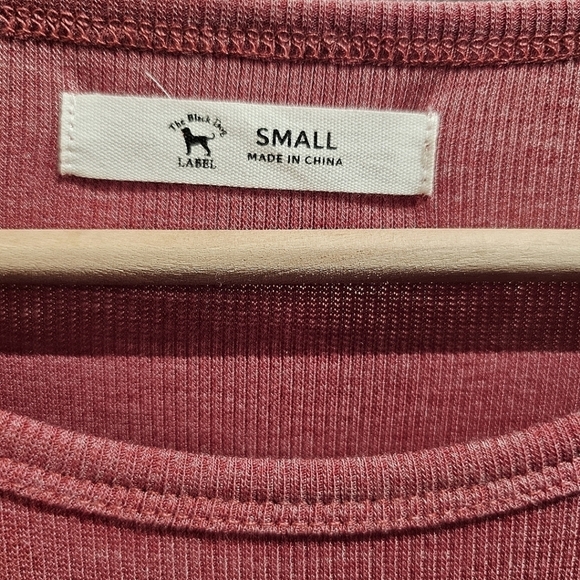 The Black Dog
LABEL
SMALL
MADE IN CHINA